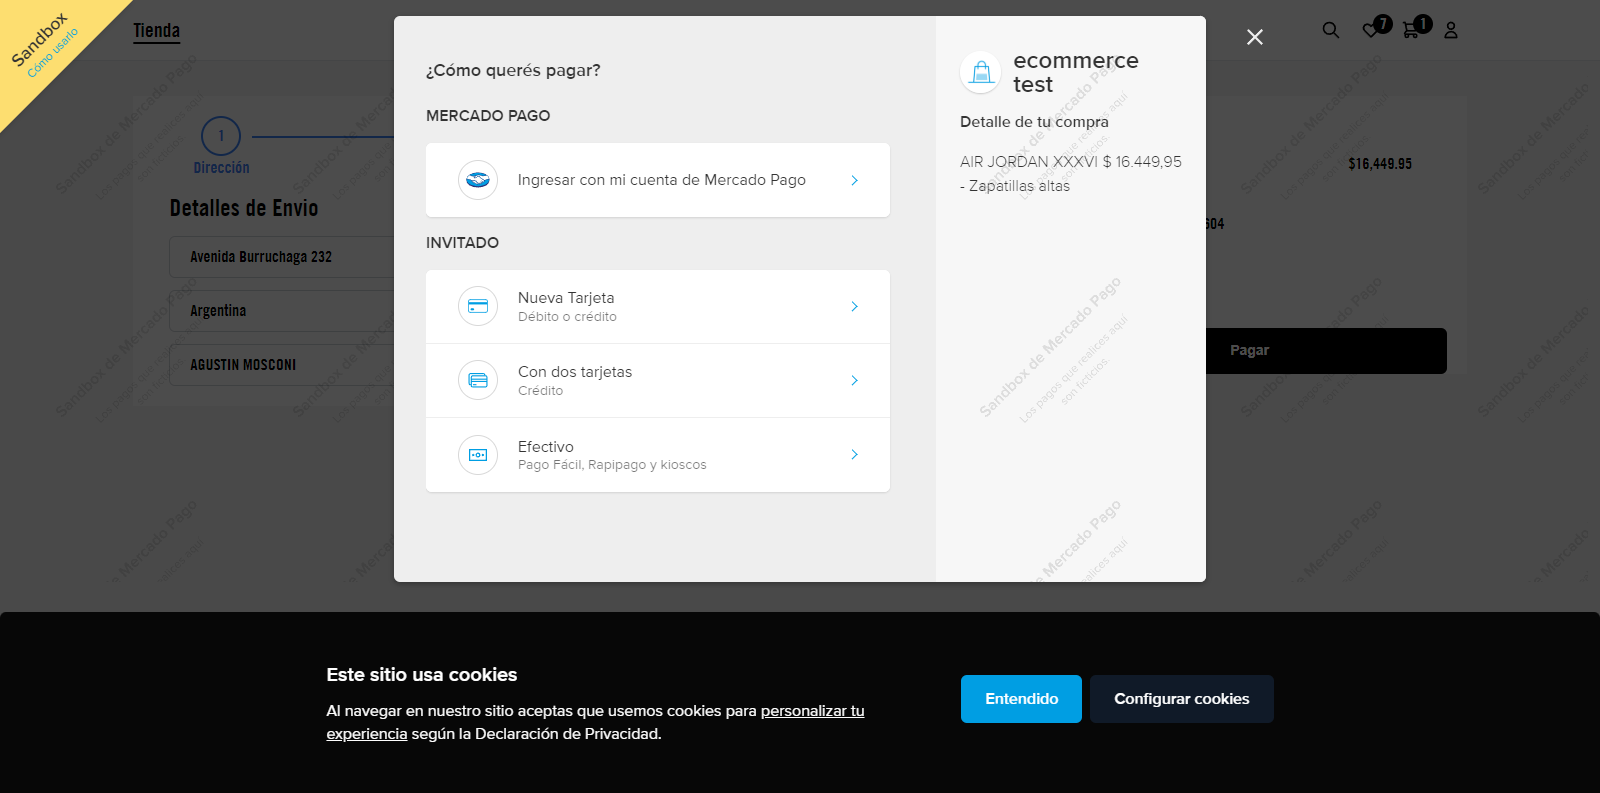 Sandbox
Cómo usarlo
Tienda
7
1
1
Dirección
Detalles de Envio
Avenida Burruchaga 232
Argentina
AGUSTIN MOSCONI
¿Cómo querés pagar?
MERCADO PAGO
Ingresar con mi cuenta de Mercado Pago
INVITADO
Nueva Tarjeta
Débito o crédito
Con dos tarjetas
Crédito
Efectivo
Pago Fácil, Rapipago y kioscos
ecommerce
test
Detalle de tu compra
AIR JORDAN XXXVI $ 16.449,95
- Zapatillas altas
$16,449.95
604
Pagar
Sandbox de Mercado Pago
Los pagos que realices aquí
son ficticios.
Este sitio usa cookies
Al navegar en nuestro sitio aceptas que usemos cookies para personalizar tu
experiencia según la Declaración de Privacidad.
Entendido
Configurar cookies